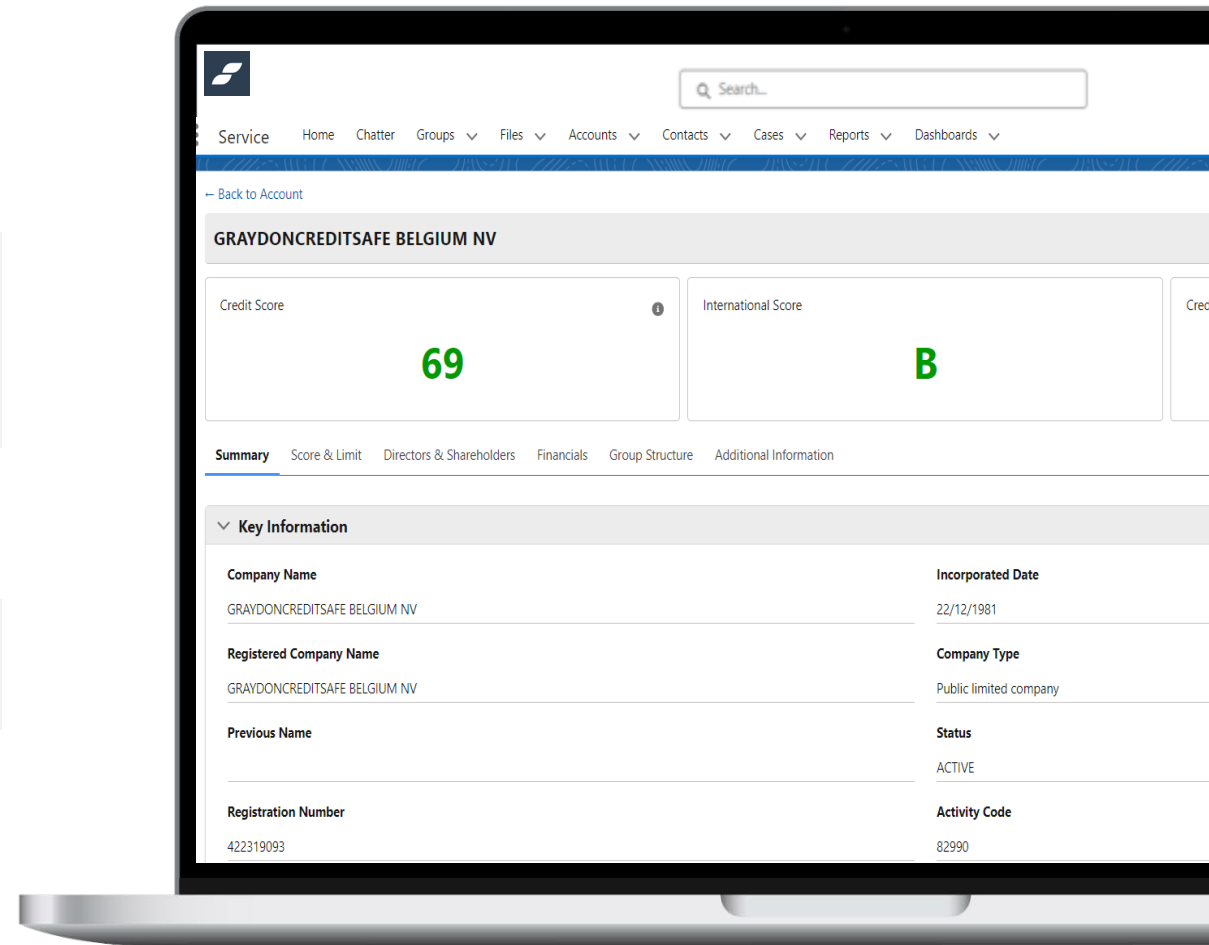 Search...
Service Home Chatter Groups Files Accounts Contacts Cases Reports Dashboards
← Back to Account
GRAYDONCREDITSAFE BELGIUM NV
Credit Score International Score Cred
69 B
Summary Score & Limit Directors & Shareholders Financials Group Structure Additional Information
Key Information
Company Name Incorporated Date
GRAYDONCREDITSAFE BELGIUM NV 22/12/1981
Registered Company Name Company Type
GRAYDONCREDITSAFE BELGIUM NV Public limited company
Previous Name Status
ACTIVE
Registration Number Activity Code
422319093 82990